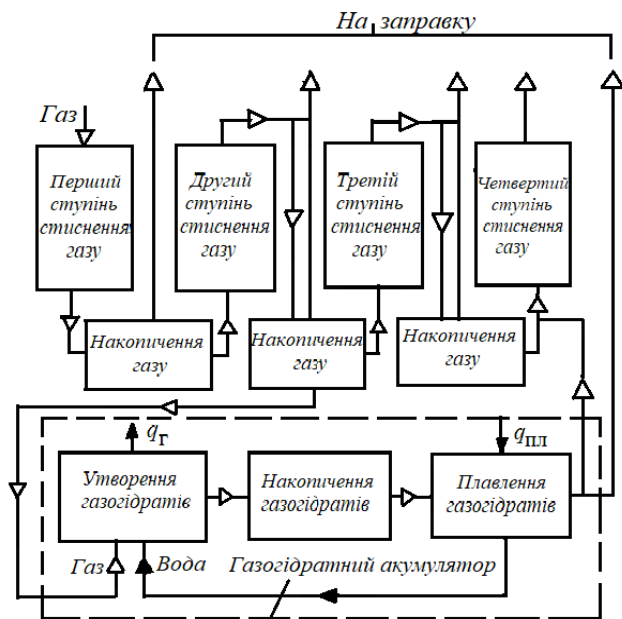 На заправку
Газ
Перший
ступінь
стиснення
газу
Другий
ступінь
стиснення
газу
Третій
ступінь
стиснення
газу
Четвертий
ступінь
стиснення
газу
Накопичення
газу
Накопичення
газу
Накопичення
газу
qг
qпл
Утворення
газогідратів
Накопичення
газогідратів
Плавлення
газогідратів
Газ
Вода
Газогідратний акумулятор